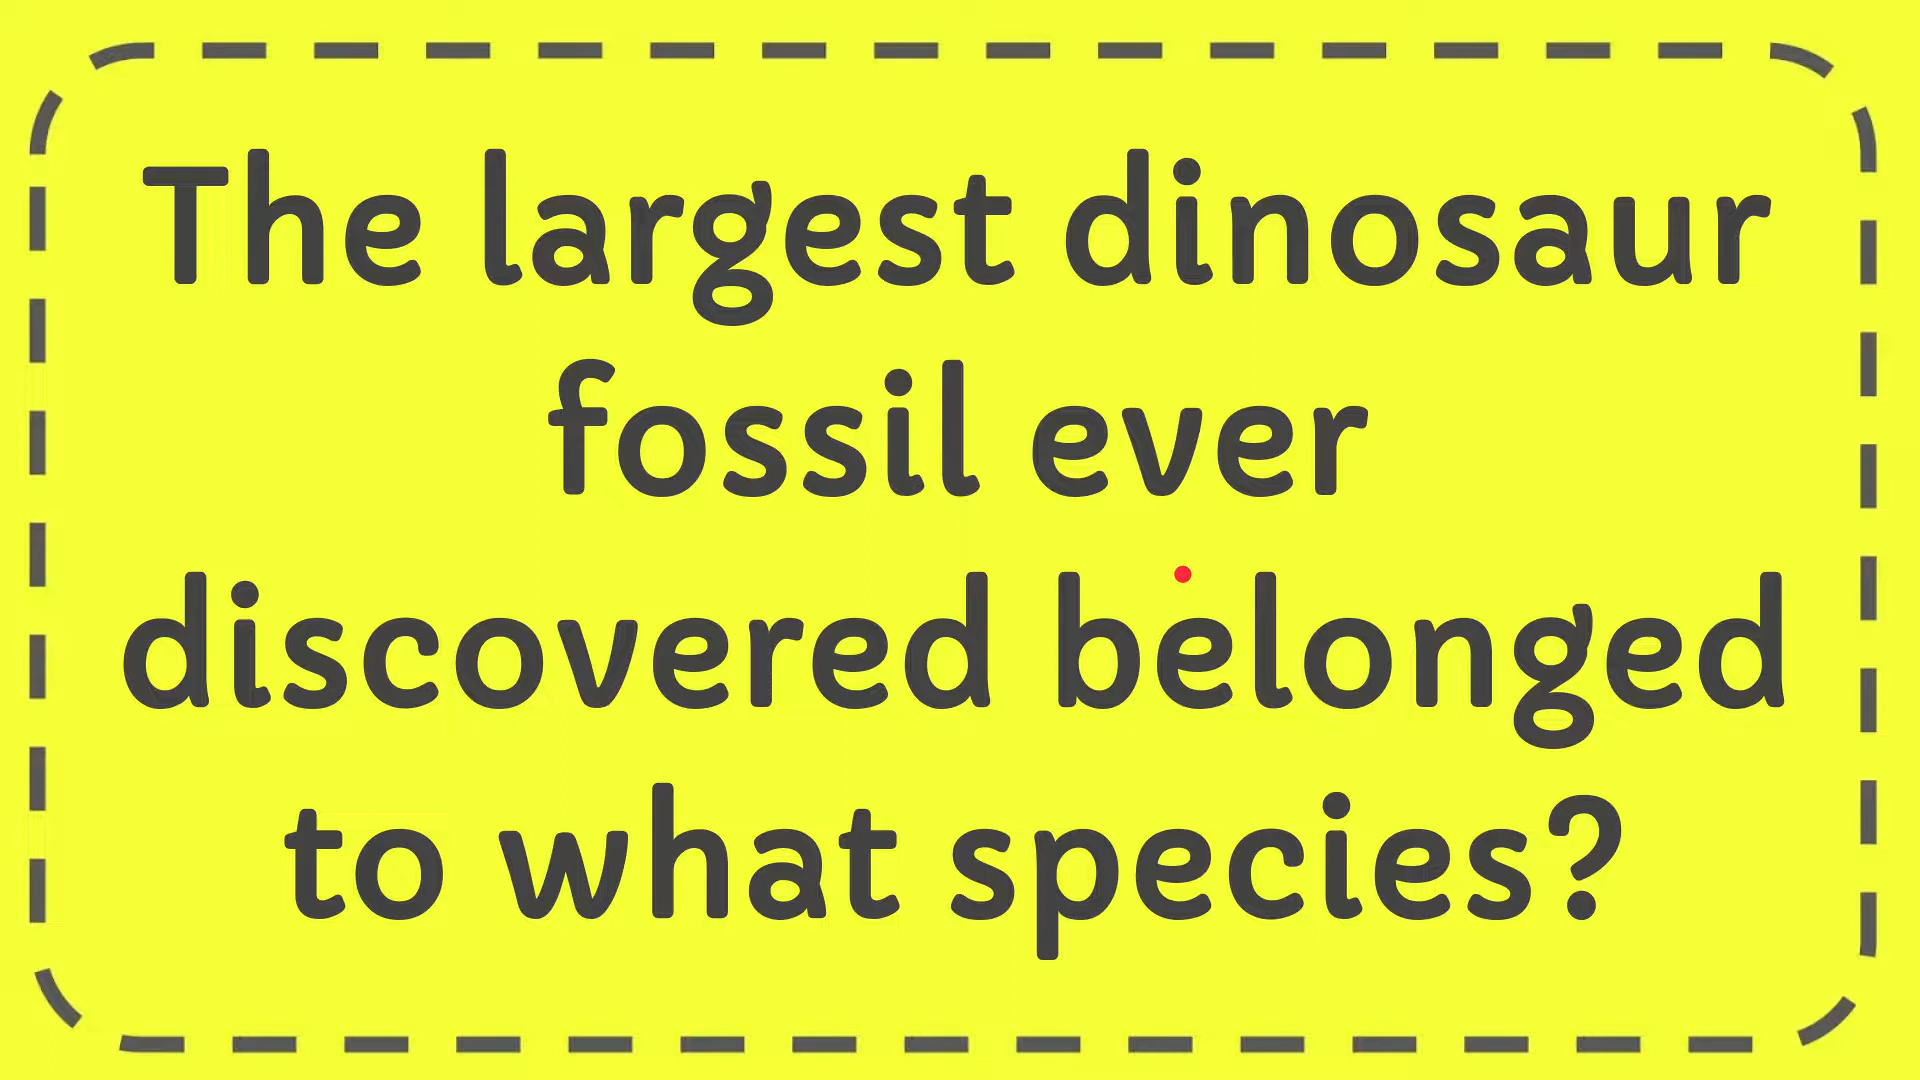 The largest dinosaur
fossil ever
discovered belonged
to what species?